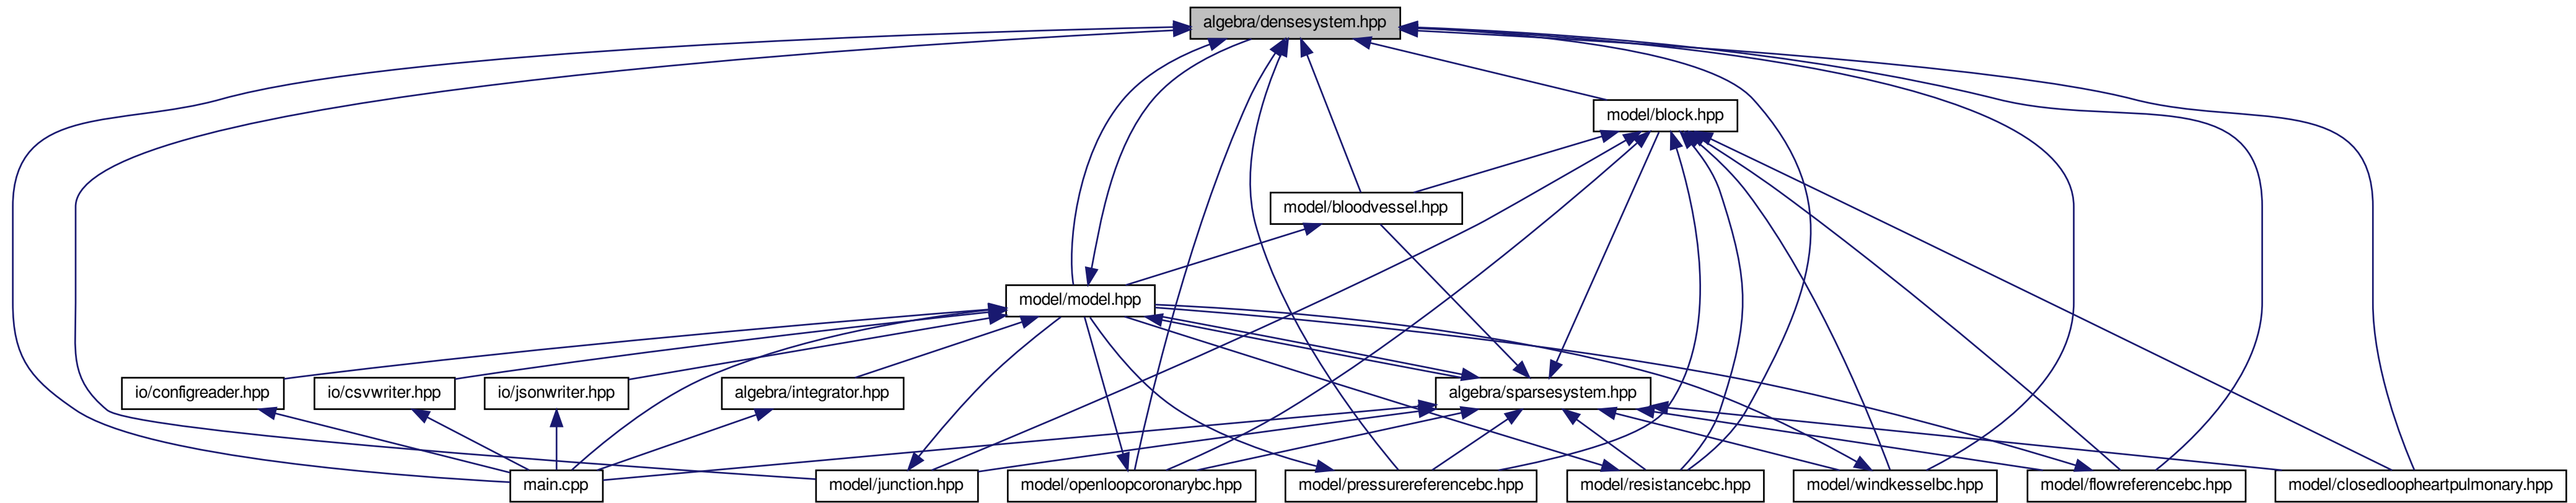 algebra/densesystem.hpp
model/block.hpp
model/bloodvessel.hpp
model/model.hpp
io/configreader.hpp
io/csvwriter.hpp
io/jsonwriter.hpp
algebra/integrator.hpp
algebra/sparsesystem.hpp
main.cpp
model/junction.hpp
model/openloopcoronarybc.hpp
model/pressurereferencebc.hpp
model/resistancebc.hpp
model/windkesselbc.hpp
model/flowreferencebc.hpp
model/closedloopheartpulmonary.hpp